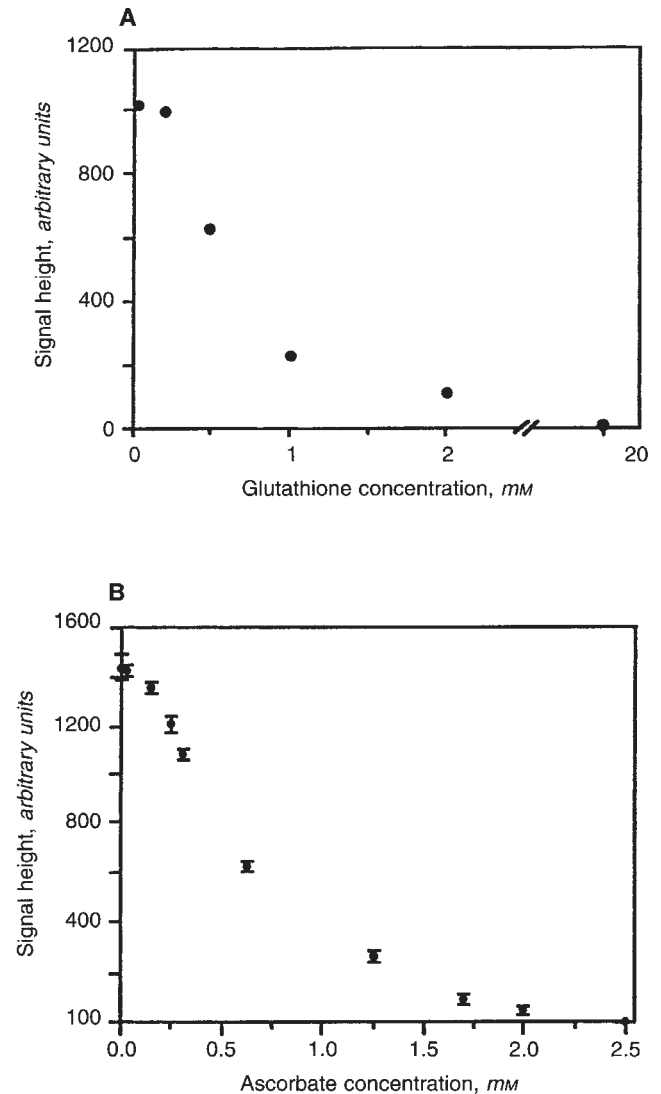 A
1200
800
400
0
Signal height, arbitrary units
0 1 2 20
Glutathione concentration, mM
B
1600
1200
800
400
100
Signal height, arbitrary units
0.0 0.5 1.0 1.5 2.0 2.5
Ascorbate concentration, mM